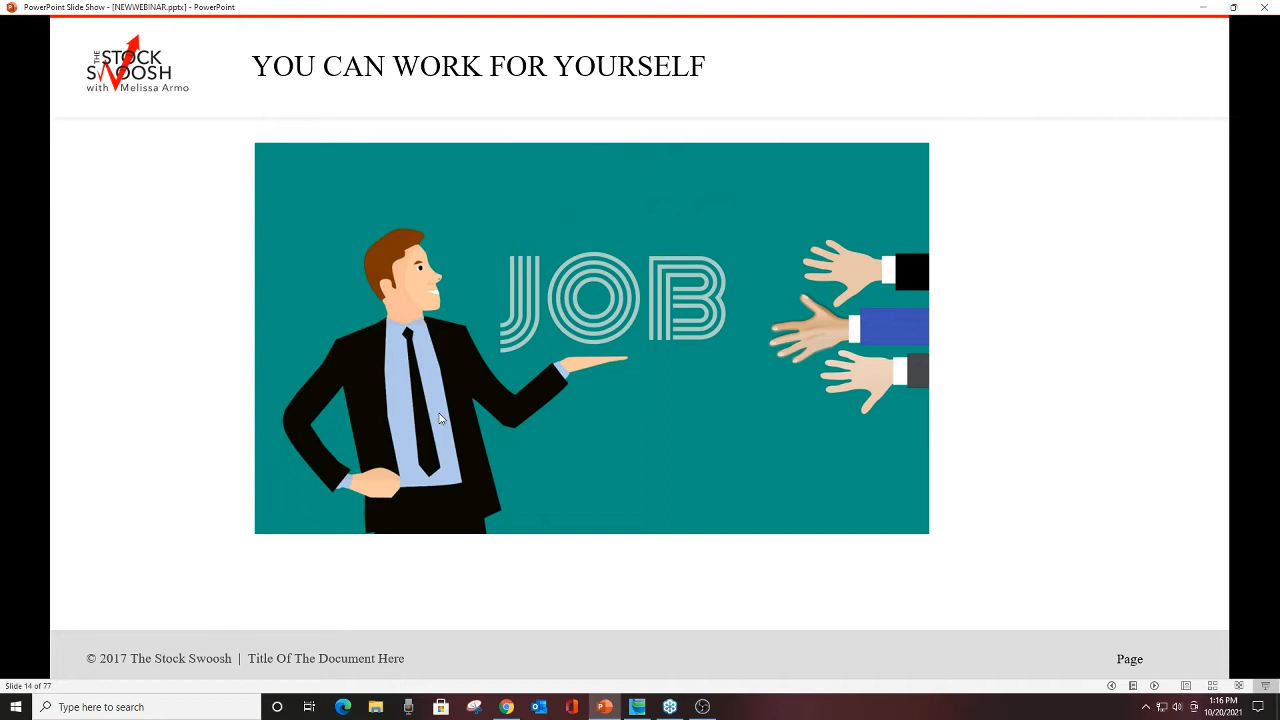 PowerPoint Slide Show - [NEWWEBINAR.pptx] - PowerPoint
THE STOCK
SWOOSH
with Melissa Armo
YOU CAN WORK FOR YOURSELF
JOB
© 2017 The Stock Swoosh | Title Of The Document Here
Page
Slide 14 of 77
Type here to search
1:16 PM
10/20/2021